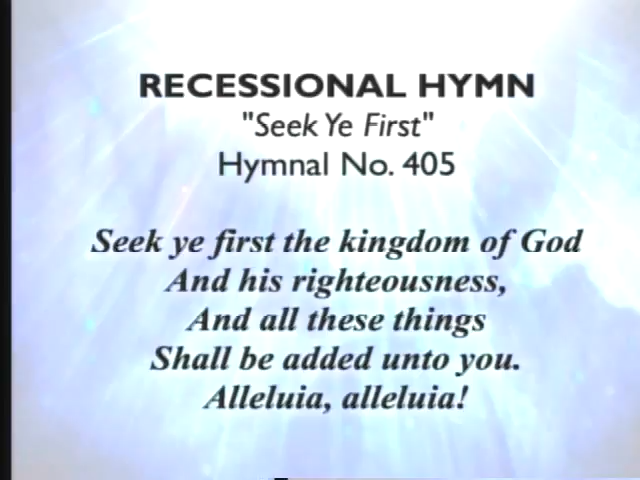 RECESSIONAL HYMN
"Seek Ye First"
Hymnal No. 405
Seek ye first the kingdom of God
And his righteousness,
And all these things
Shall be added unto you.
Alleluia, alleluia!